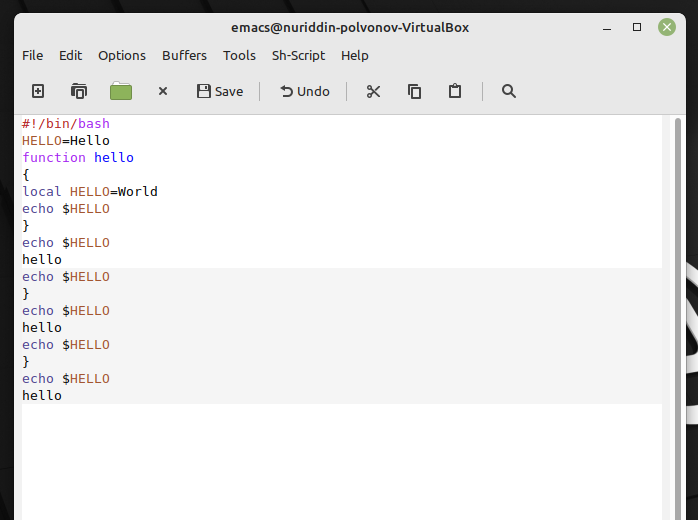 emacs@nuriddin-polvonov-VirtualBox
File Edit Options Buffers Tools Sh-Script Help
Save Undo
#!/bin/bash
HELLO=Hello
function hello
{
local HELLO=World
echo $HELLO
}
echo $HELLO
hello
echo $HELLO
}
echo $HELLO
hello
echo $HELLO
}
echo $HELLO
hello